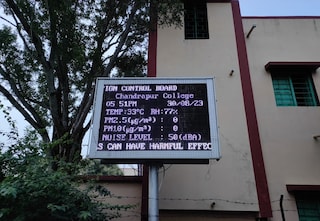 ION CONTROL BOARD
Chandrapur College
05 51PM 30/08/23
TEMP:33°C RH:77%
PM2.5(µg/m³) : 0
PM10(µg/m³) : 0
NOISE LEVEL : 50(dBA)
S CAN HAVE HARMFUL EFFEC